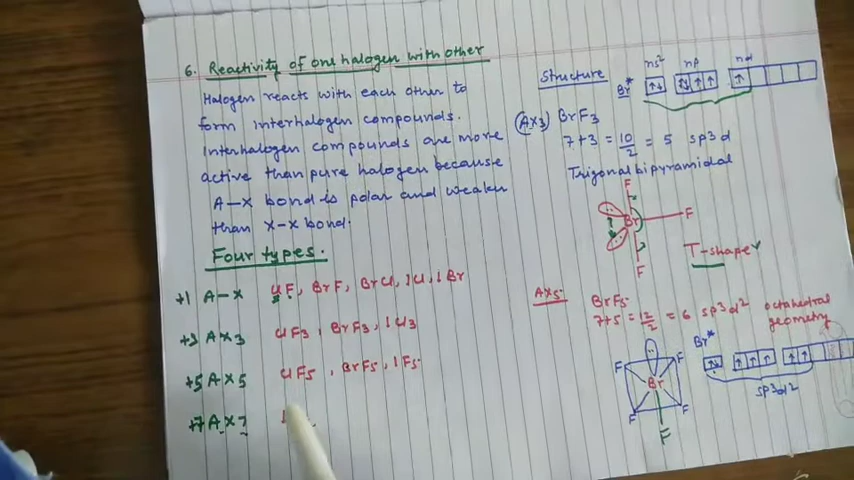 6. Reactivity of one halogen with other
Halogen reacts with each other to
form interhalogen compounds.
Interhalogen compounds are more
active than pure halogen because
A—X bond is polar and weaker
than X—X bond.
Four types.
+1 A—X ClF, BrF, BrCl, ICl, IBr
+3 AX3 ClF3, BrF3, ICl3
+5 AX5 ClF5, BrF5, IF5
+7 AX7
Structure
Br* ns² np nd
(AX3) BrF3
7+3 = 10/2 = 5 sp3d
Trigonal bipyramidal
F
Br F
F
T-shape
AX5 BrF5
7+5 = 12/2 = 6 sp3d2 octahedral
geometry
Br*
F F
Br
F F
F
sp3d2